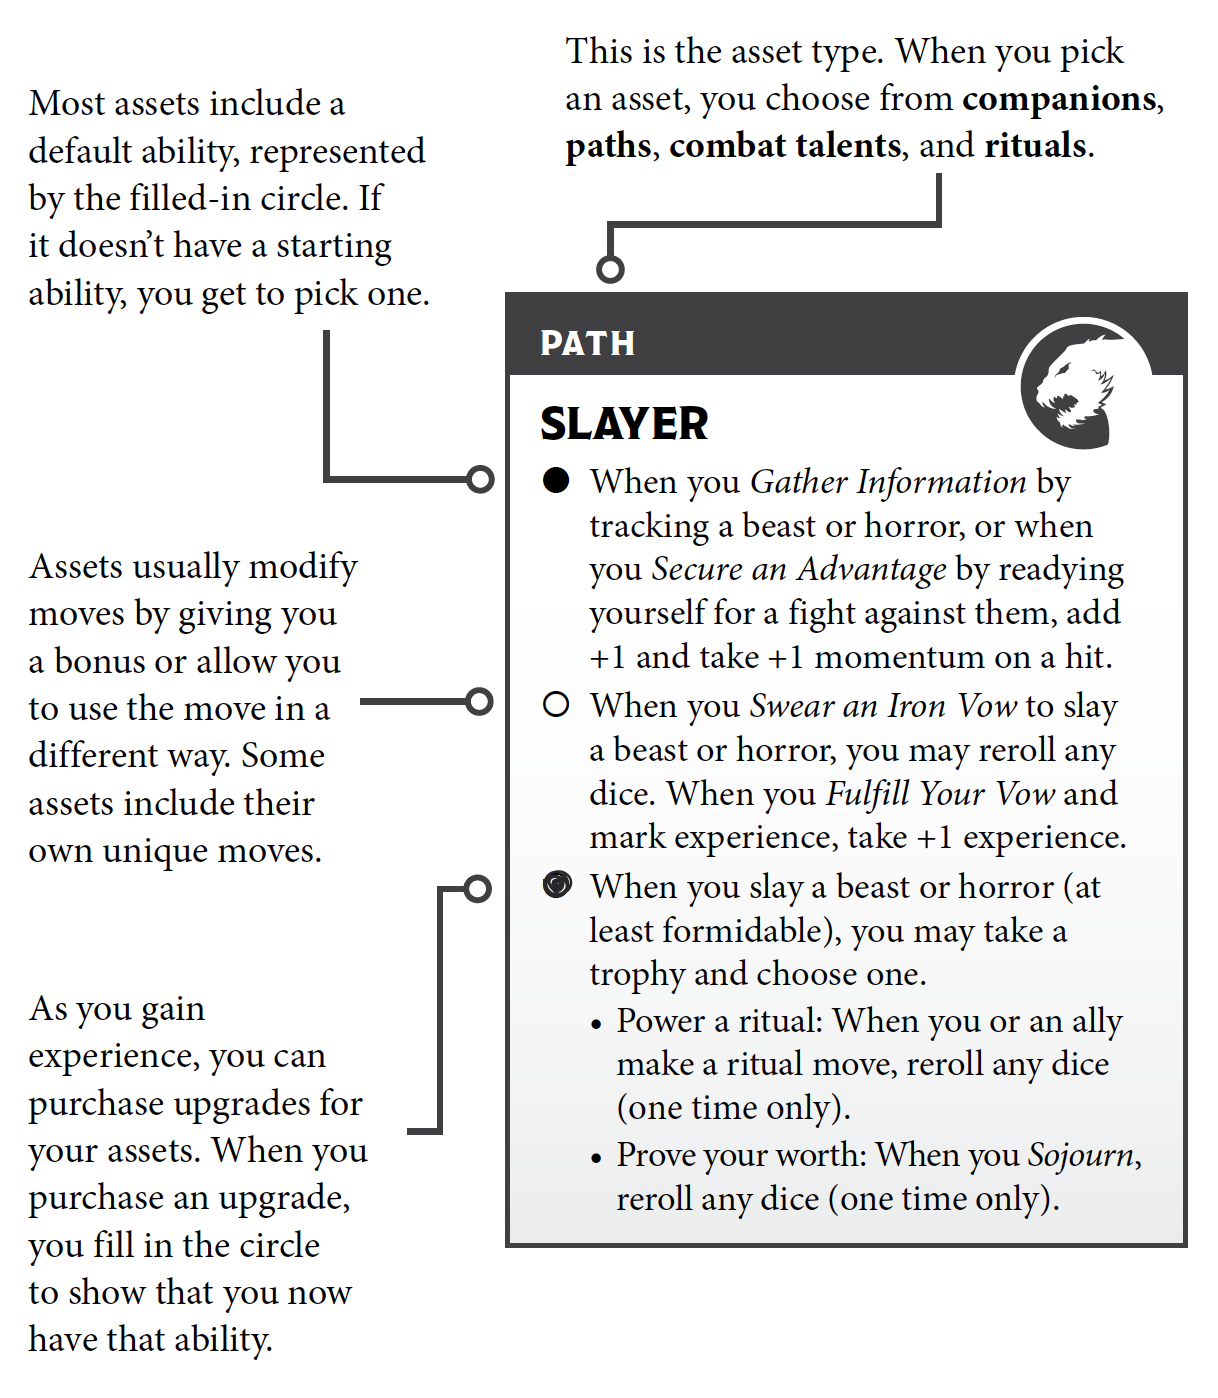 This is the asset type. When you pick
an asset, you choose from companions,
paths, combat talents, and rituals.
Most assets include a
default ability, represented
by the filled-in circle. If
it doesn’t have a starting
ability, you get to pick one.
Assets usually modify
moves by giving you
a bonus or allow you
to use the move in a
different way. Some
assets include their
own unique moves.
As you gain
experience, you can
purchase upgrades for
your assets. When you
purchase an upgrade,
you fill in the circle
to show that you now
have that ability.
PATH
SLAYER
When you Gather Information by
tracking a beast or horror, or when
you Secure an Advantage by readying
yourself for a fight against them, add
+1 and take +1 momentum on a hit.
When you Swear an Iron Vow to slay
a beast or horror, you may reroll any
dice. When you Fulfill Your Vow and
mark experience, take +1 experience.
When you slay a beast or horror (at
least formidable), you may take a
trophy and choose one.
• Power a ritual: When you or an ally
make a ritual move, reroll any dice
(one time only).
• Prove your worth: When you Sojourn,
reroll any dice (one time only).